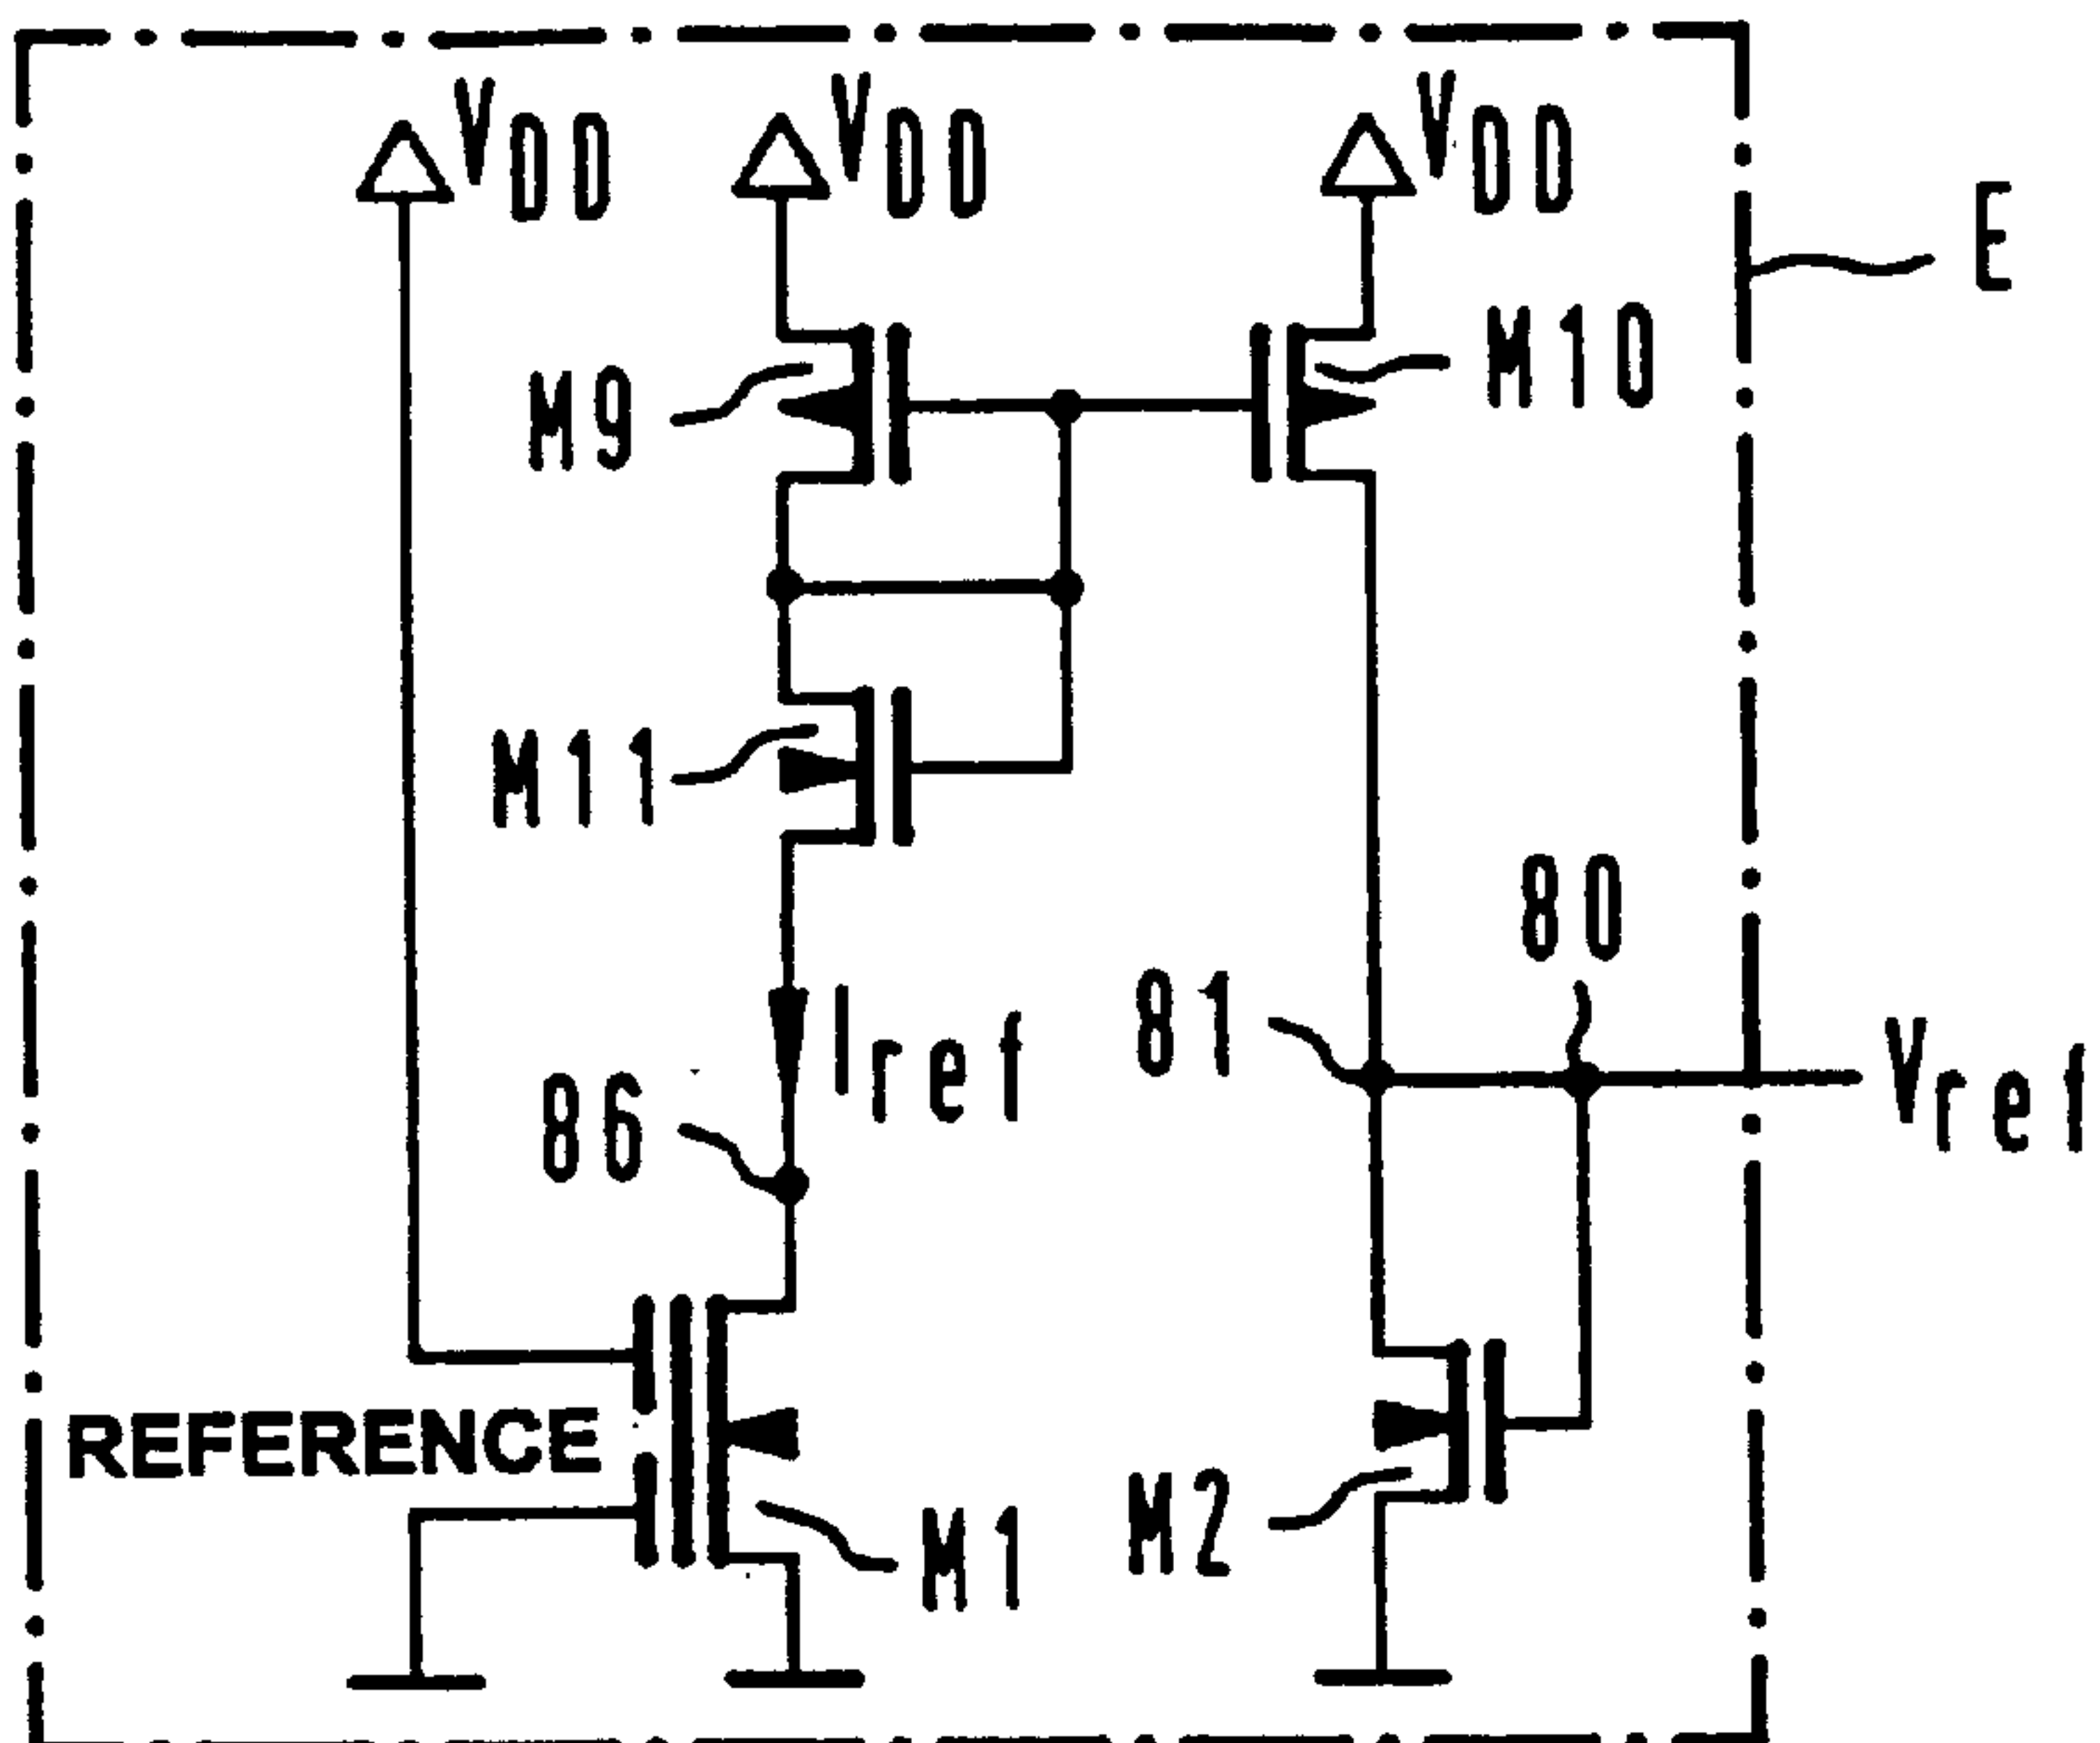 VDD VDD VDD
E
M9 M10
M11
80
81
Iref
Vref
86
REFERENCE
M1 M2